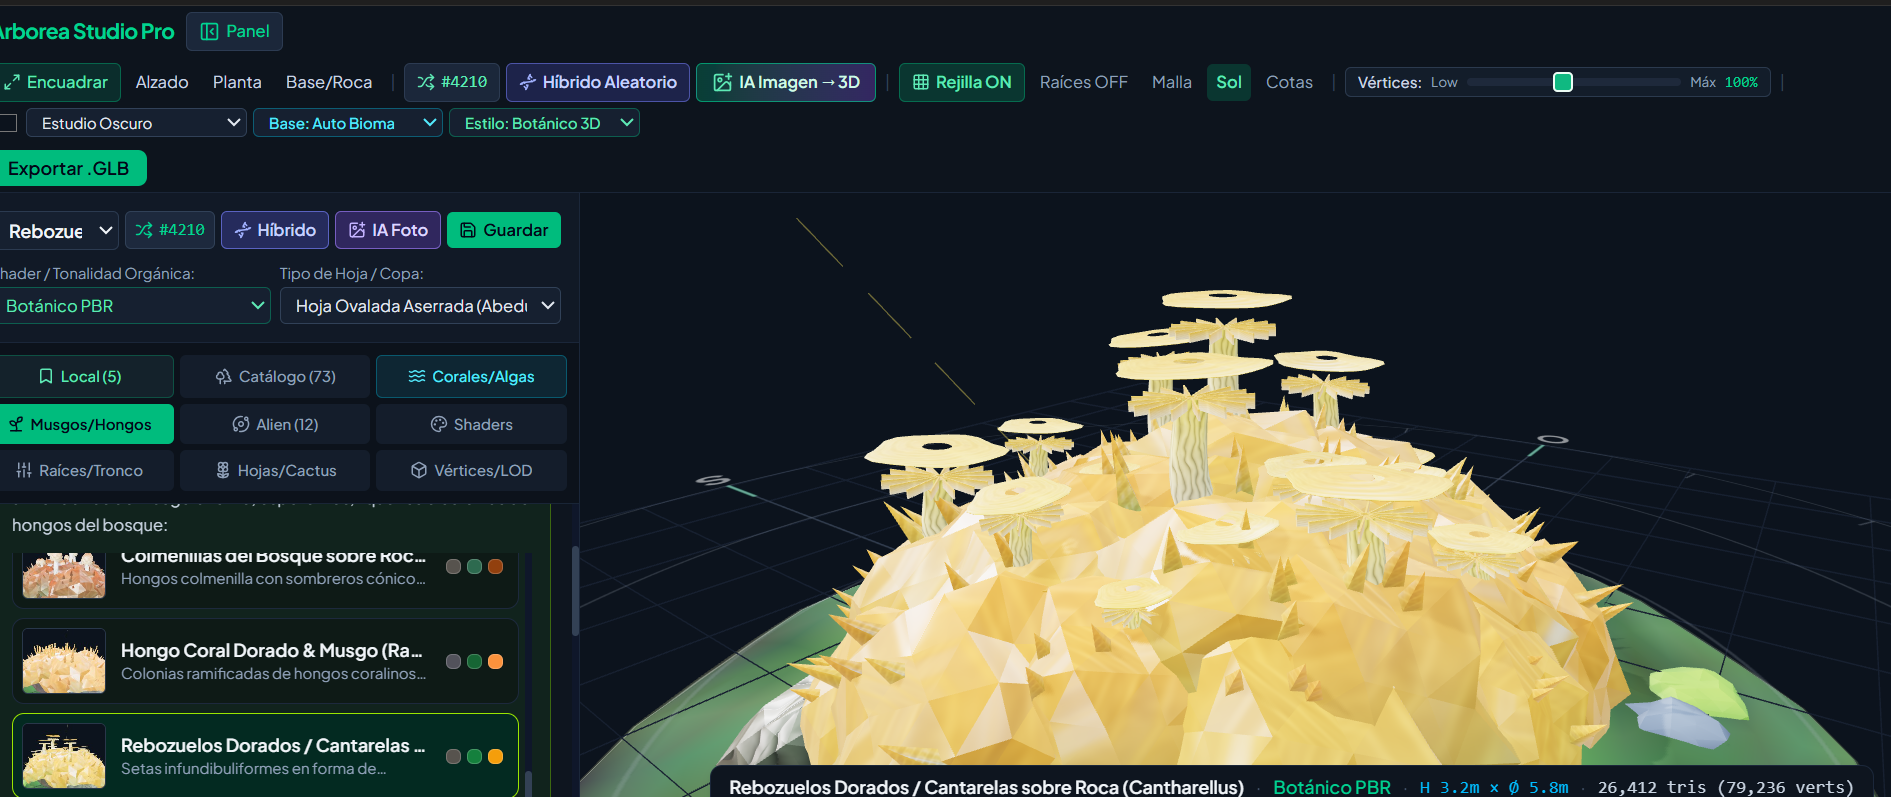 Arborea Studio Pro Panel
Encuadrar Alzado Planta Base/Roca #4210 Híbrido Aleatorio IA Imagen → 3D Rejilla ON Raíces OFF Malla Sol Cotas Vértices: Low Máx 100%
Estudio Oscuro Base: Auto Bioma Estilo: Botánico 3D
Exportar .GLB
Rebozue #4210 Híbrido IA Foto Guardar
hader / Tonalidad Orgánica: Tipo de Hoja / Copa:
Botánico PBR Hoja Ovalada Aserrada (Abedu
Local (5) Catálogo (73) Corales/Algas
Musgos/Hongos Alien (12) Shaders
Raíces/Tronco Hojas/Cactus Vértices/LOD
hongos del bosque:
Colmenillas del Bosque sobre Roc...
Hongos colmenilla con sombreros cónico...
Hongo Coral Dorado & Musgo (Ra...
Colonias ramificadas de hongos coralinos...
Rebozuelos Dorados / Cantarelas ...
Setas infundibuliformes en forma de...
S
O
Rebozuelos Dorados / Cantarelas sobre Roca (Cantharellus) · Botánico PBR · H 3.2m x Ø 5.8m · 26,412 tris (79,236 verts)